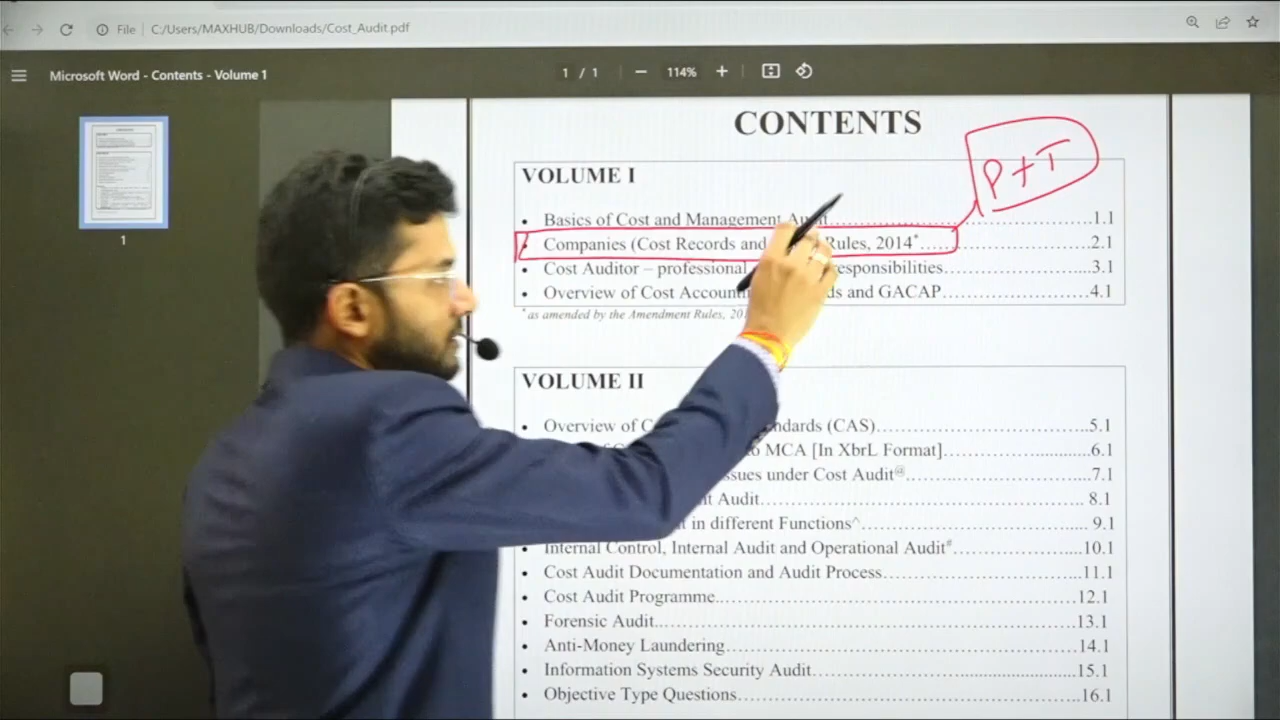 File C:/Users/MAXHUB/Downloads/Cost_Audit.pdf
Microsoft Word - Contents - Volume 1
1 / 1 — 114% +
1
CONTENTS
P+T
VOLUME I
• Basics of Cost and Management Audit....................1.1
• Companies (Cost Records and Rules, 2014*....................2.1
• Cost Auditor – professional responsibilities....................3.1
• Overview of Cost and GACAP....................4.1
*as amended by the Amendment Rules,
VOLUME II
• Overview of (CAS)....................5.1
MCA [In XbrL Format]....................6.1
under Cost Audit@....................7.1
Audit....................8.1
in different Functions^....................9.1
• Internal Control, Internal Audit and Operational Audit#....................10.1
• Cost Audit Documentation and Audit Process....................11.1
• Cost Audit Programme....................12.1
• Forensic Audit....................13.1
• Anti-Money Laundering....................14.1
• Information Systems Security Audit....................15.1
• Objective Type Questions....................16.1